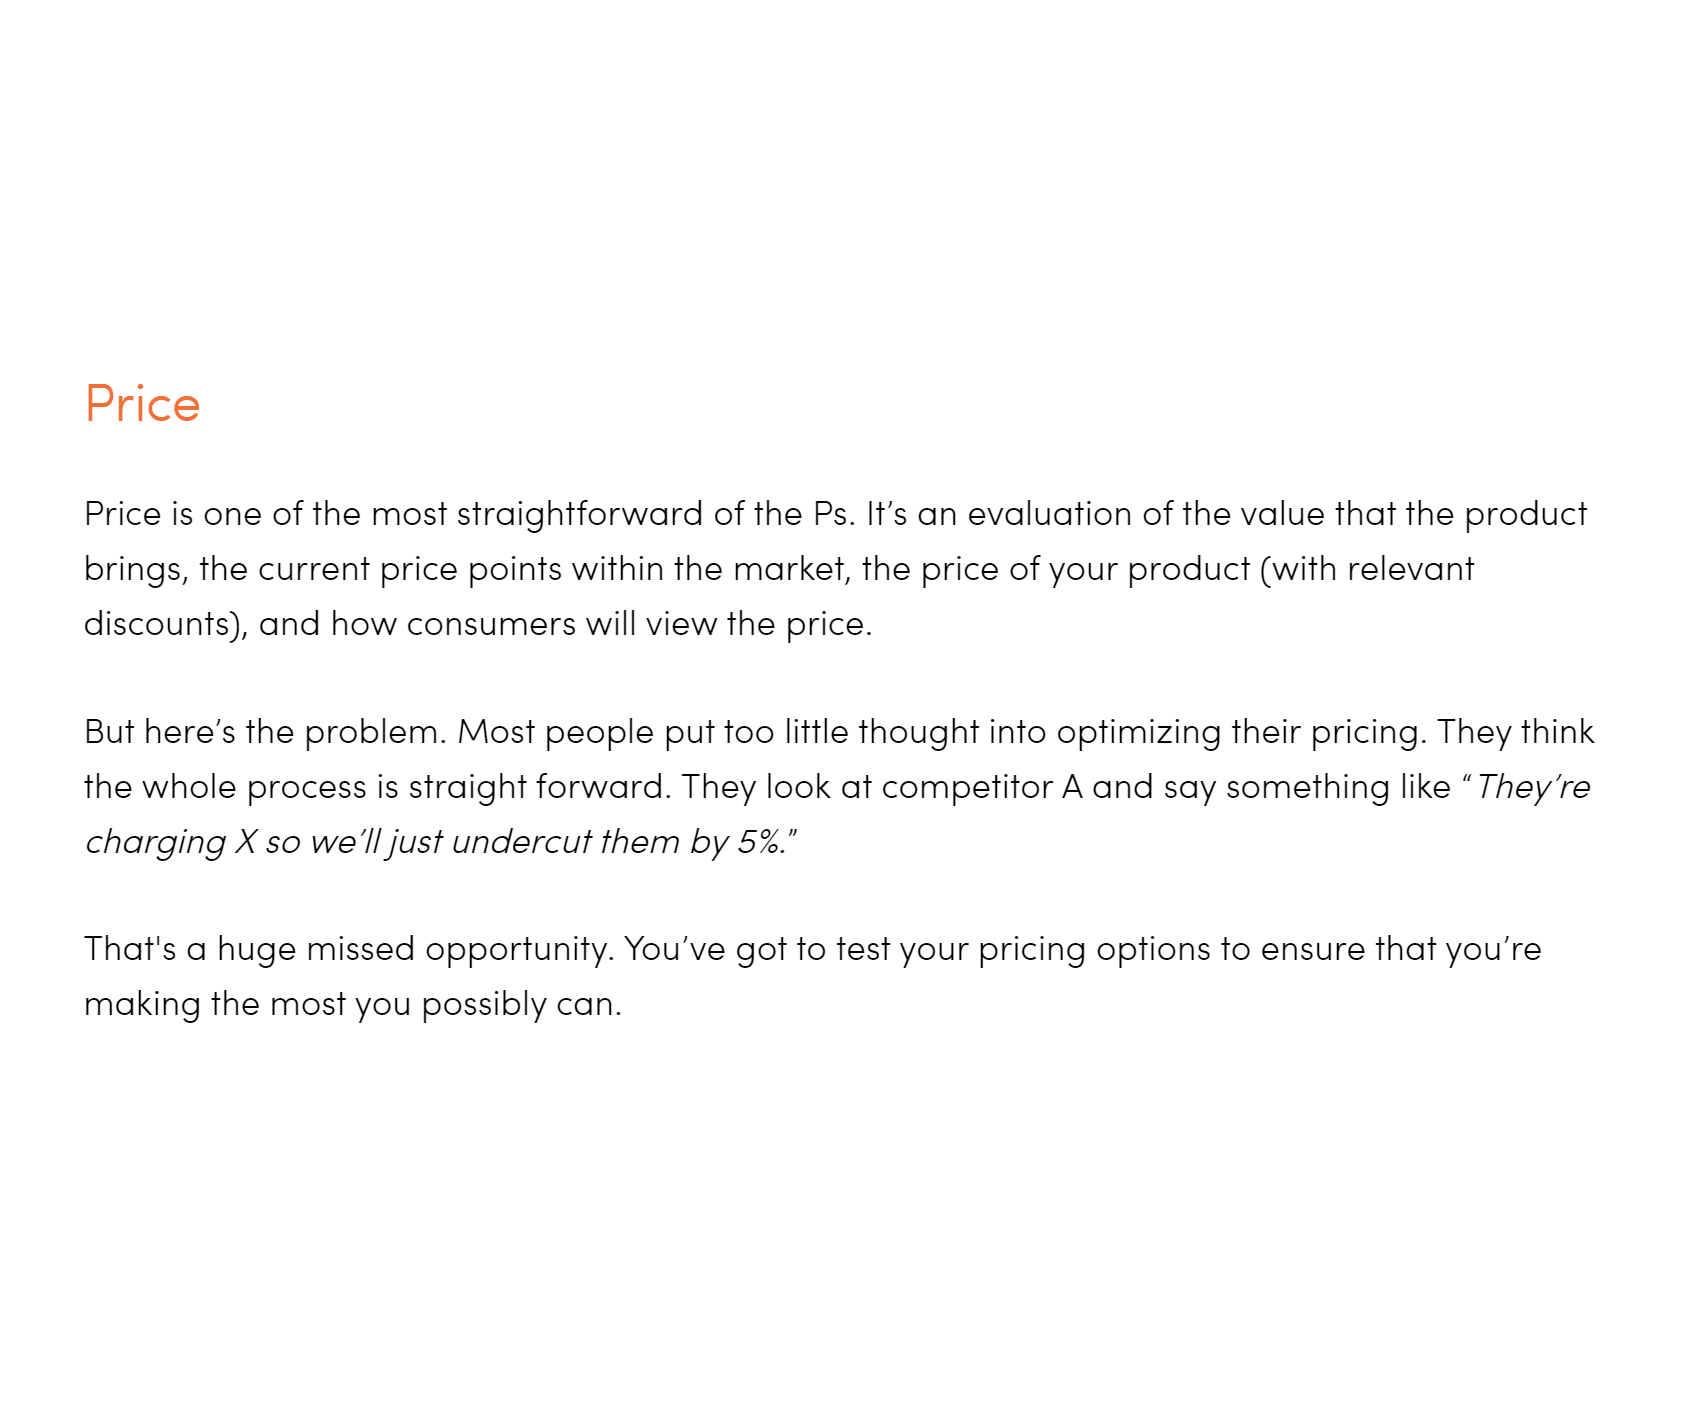 Price
Price is one of the most straightforward of the Ps. It’s an evaluation of the value that the product
brings, the current price points within the market, the price of your product (with relevant
discounts), and how consumers will view the price.
But here’s the problem. Most people put too little thought into optimizing their pricing. They think
the whole process is straight forward. They look at competitor A and say something like “They’re
charging X so we’ll just undercut them by 5%.”
That's a huge missed opportunity. You’ve got to test your pricing options to ensure that you’re
making the most you possibly can.